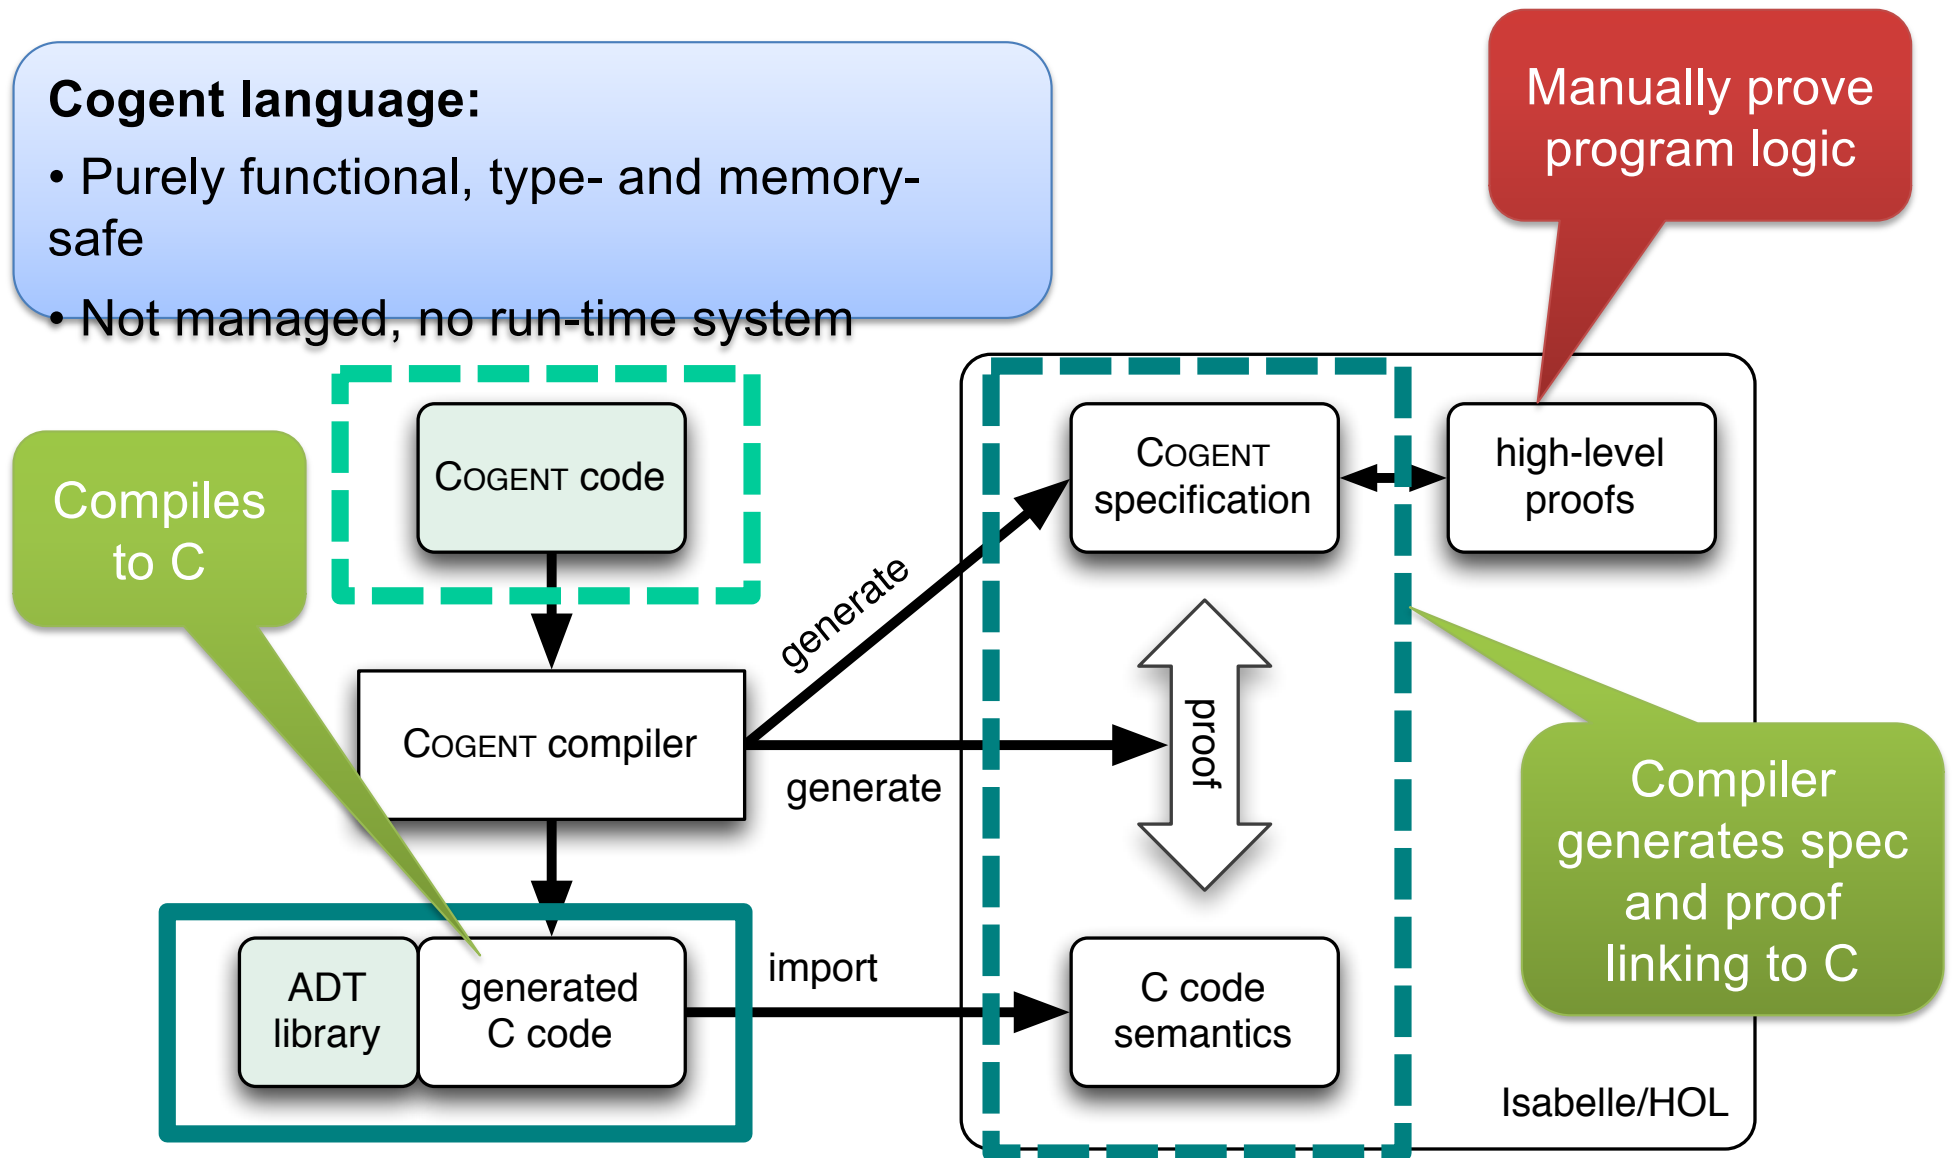 Cogent language:
• Purely functional, type- and memory-
safe
• Not managed, no run-time system
Manually prove
program logic
COGENT code
COGENT
specification
high-level
proofs
Compiles
to C
generate
proof
COGENT compiler
generate
Compiler
generates spec
and proof
linking to C
ADT
library
generated
C code
import
C code
semantics
Isabelle/HOL